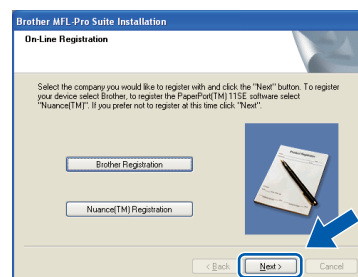 Brother MFL-Pro Suite Installation
On-Line Registration
Select the company you would like to register with and click the "Next" button. To register
your device select Brother, to register the PaperPort(TM) 11SE software select
"Nuance(TM)". If you prefer not to register at this time click "Next".
Brother Registration
Nuance(TM) Registration
Product Registration
< Back
Next >
Cancel